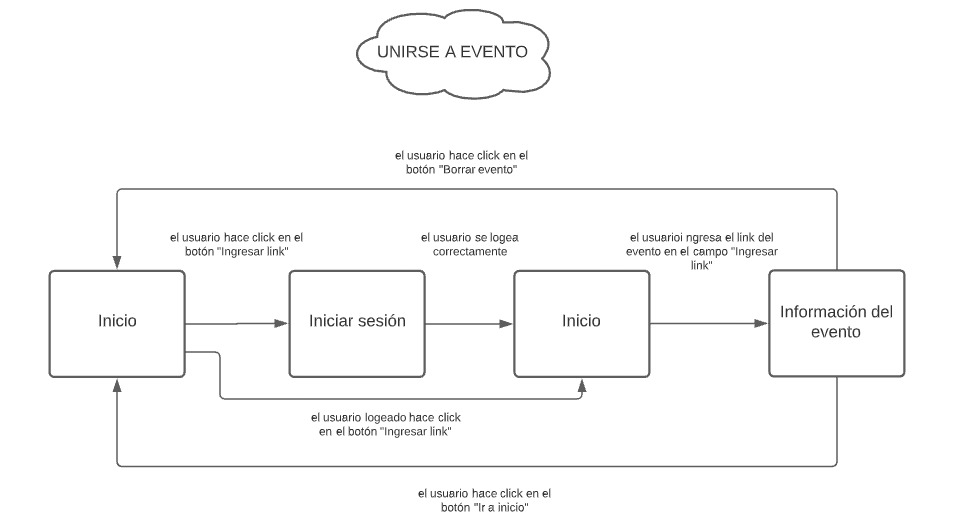 UNIRSE A EVENTO
el usuario hace click en el
botón "Borrar evento"
el usuario hace click en el
botón "Ingresar link"
el usuario se logea
correctamente
el usuarioi ngresa el link del
evento en el campo "Ingresar
link"
Inicio
Iniciar sesión
Inicio
Información del
evento
el usuario logeado hace click
en el botón "Ingresar link"
el usuario hace click en el
botón "Ir a inicio"